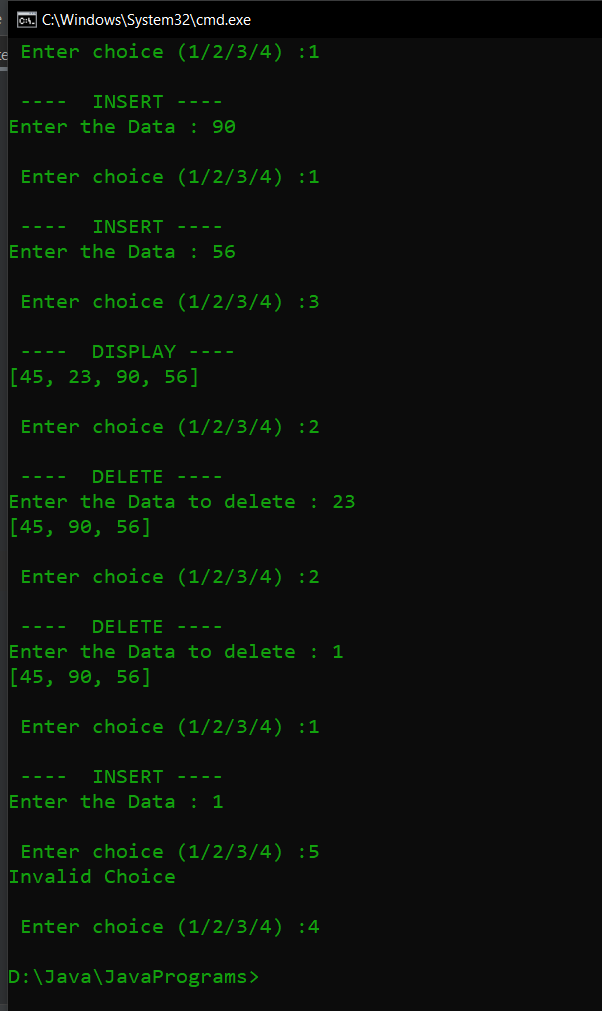 C:\Windows\System32\cmd.exe
Enter choice (1/2/3/4) :1
---- INSERT ----
Enter the Data : 90
Enter choice (1/2/3/4) :1
---- INSERT ----
Enter the Data : 56
Enter choice (1/2/3/4) :3
---- DISPLAY ----
[45, 23, 90, 56]
Enter choice (1/2/3/4) :2
---- DELETE ----
Enter the Data to delete : 23
[45, 90, 56]
Enter choice (1/2/3/4) :2
---- DELETE ----
Enter the Data to delete : 1
[45, 90, 56]
Enter choice (1/2/3/4) :1
---- INSERT ----
Enter the Data : 1
Enter choice (1/2/3/4) :5
Invalid Choice
Enter choice (1/2/3/4) :4
D:\Java\JavaPrograms>